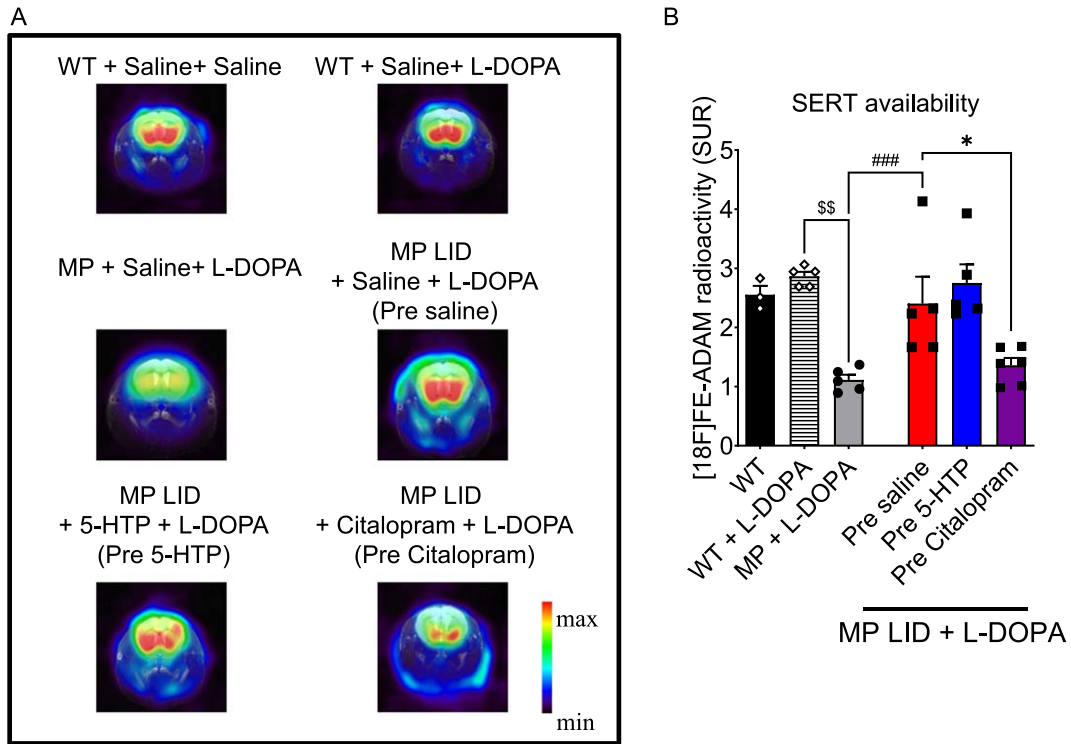 A
WT + Saline+ Saline
WT + Saline+ L-DOPA
MP + Saline+ L-DOPA
MP LID
+ Saline + L-DOPA
(Pre saline)
MP LID
+ 5-HTP + L-DOPA
(Pre 5-HTP)
MP LID
+ Citalopram + L-DOPA
(Pre Citalopram)
max
min
B
SERT availability
[18F]FE-ADAM radioactivity (SUR)
5
4
3
2
1
0
$$
###
*
WT
WT + L-DOPA
MP + L-DOPA
Pre saline
Pre 5-HTP
Pre Citalopram
MP LID + L-DOPA